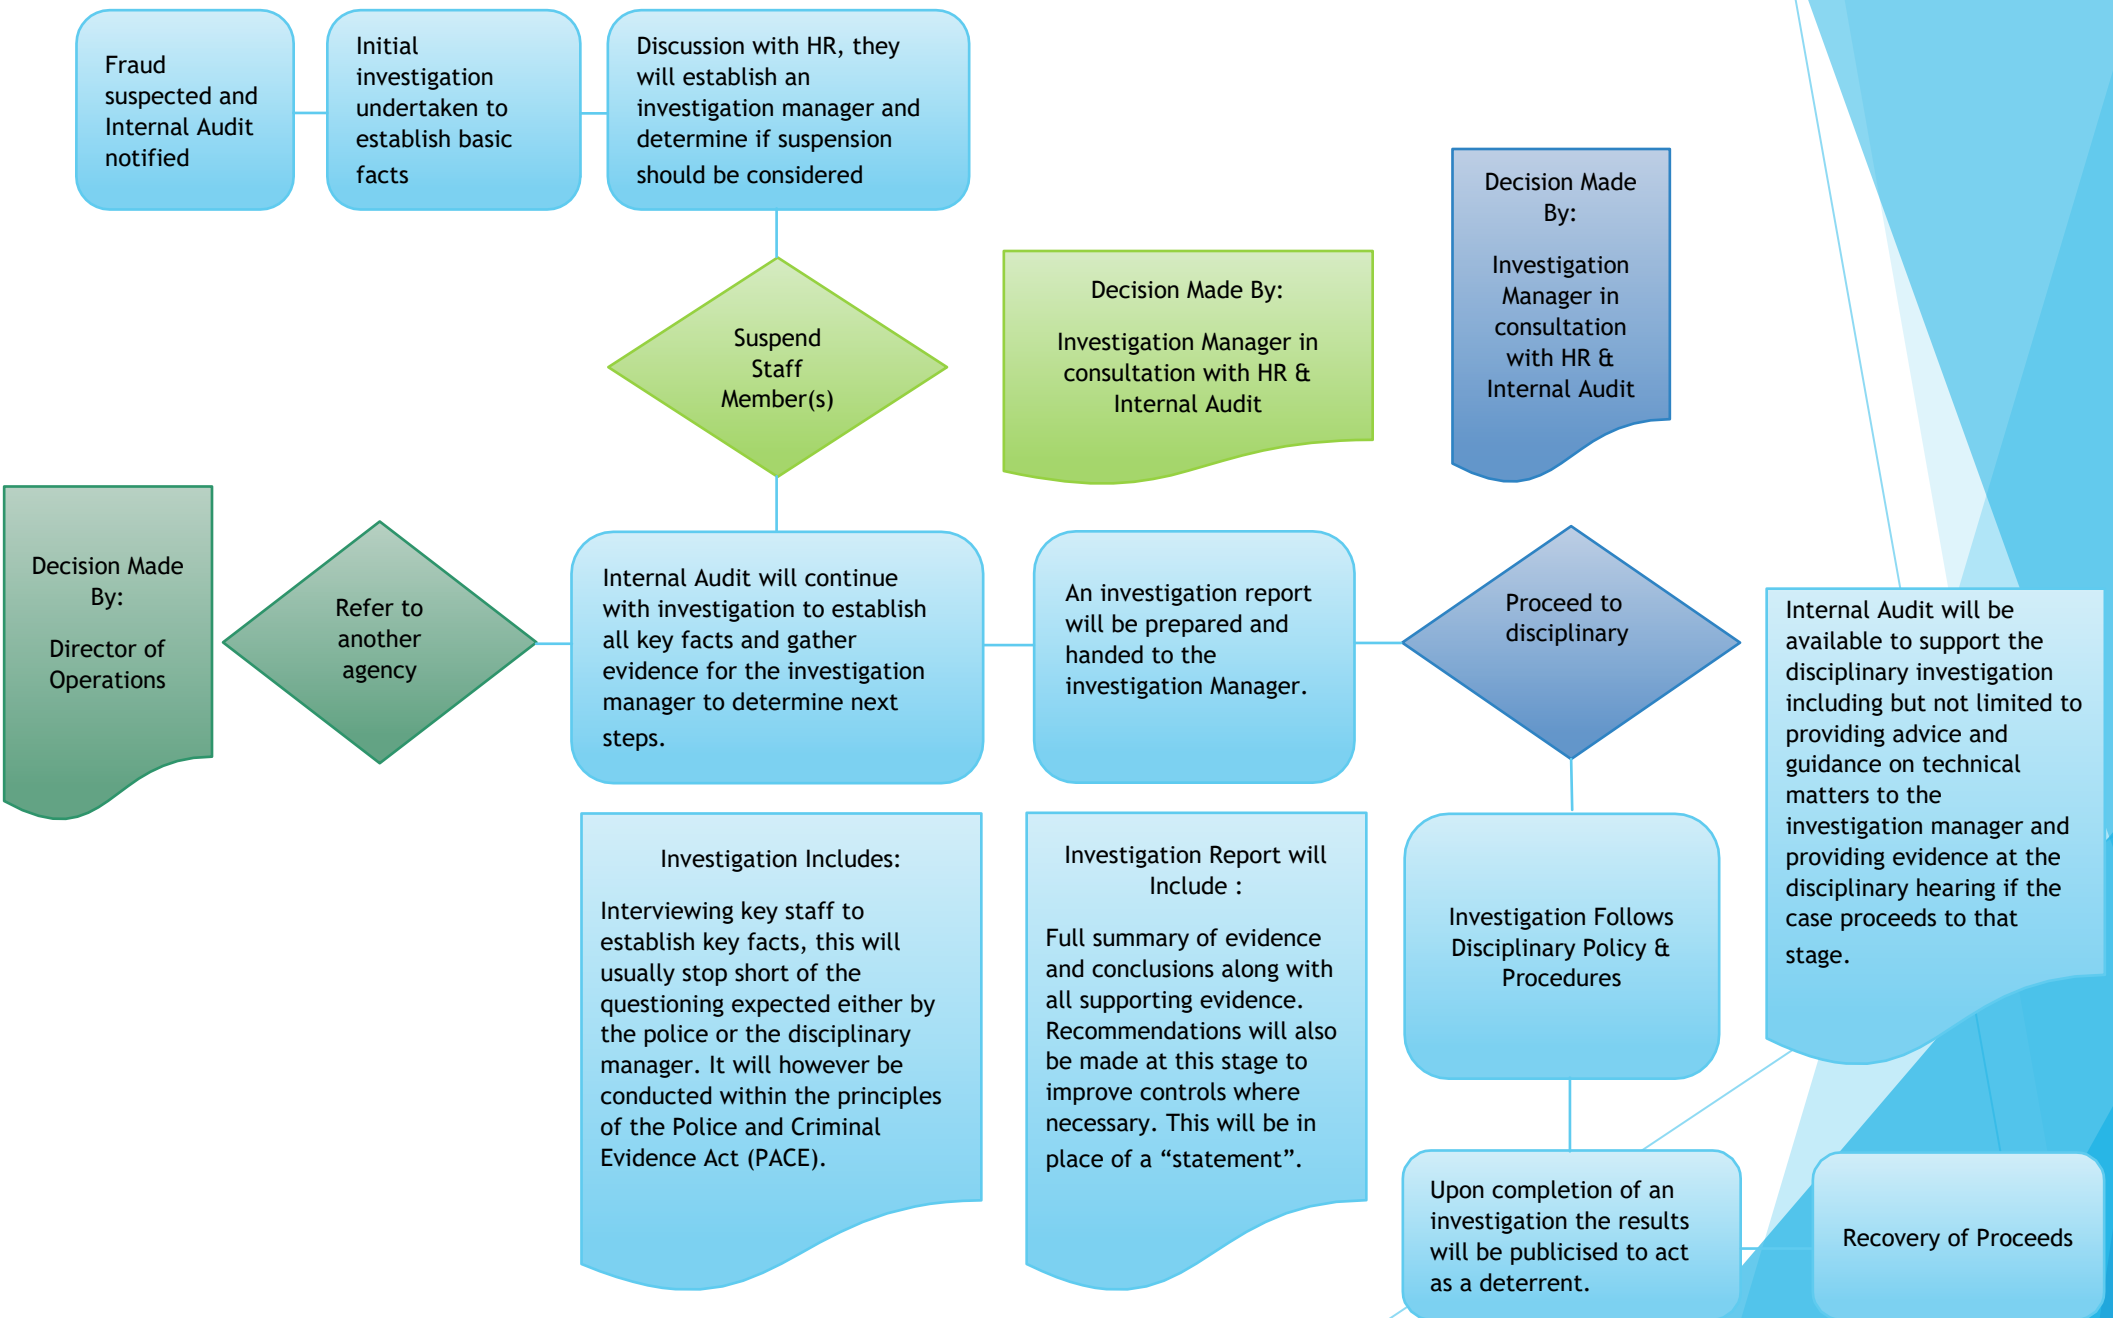 Fraud
suspected and
Internal Audit
notified
Initial
investigation
undertaken to
establish basic
facts
Discussion with HR, they
will establish an
investigation manager and
determine if suspension
should be considered
Decision Made
By:
Investigation
Manager in
consultation
with HR &
Internal Audit
Suspend
Staff
Member(s)
Decision Made By:
Investigation Manager in
consultation with HR &
Internal Audit
Decision Made
By:
Director of
Operations
Refer to
another
agency
Internal Audit will continue
with investigation to establish
all key facts and gather
evidence for the investigation
manager to determine next
steps.
An investigation report
will be prepared and
handed to the
investigation Manager.
Proceed to
disciplinary
Internal Audit will be
available to support the
disciplinary investigation
including but not limited to
providing advice and
guidance on technical
matters to the
investigation manager and
providing evidence at the
disciplinary hearing if the
case proceeds to that
stage.
Investigation Includes:
Interviewing key staff to
establish key facts, this will
usually stop short of the
questioning expected either by
the police or the disciplinary
manager. It will however be
conducted within the principles
of the Police and Criminal
Evidence Act (PACE).
Investigation Report will
Include :
Full summary of evidence
and conclusions along with
all supporting evidence.
Recommendations will also
be made at this stage to
improve controls where
necessary. This will be in
place of a “statement”.
Investigation Follows
Disciplinary Policy &
Procedures
Upon completion of an
investigation the results
will be publicised to act
as a deterrent.
Recovery of Proceeds